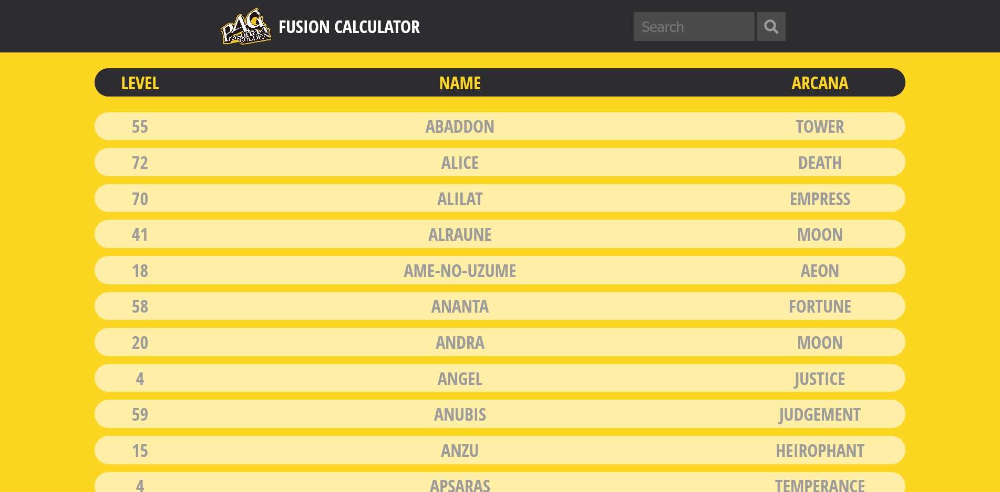 P4G
Persona4
GOLDEN
FUSION CALCULATOR
Search
LEVEL NAME ARCANA
55 ABADDON TOWER
72 ALICE DEATH
70 ALILAT EMPRESS
41 ALRAUNE MOON
18 AME-NO-UZUME AEON
58 ANANTA FORTUNE
20 ANDRA MOON
4 ANGEL JUSTICE
59 ANUBIS JUDGEMENT
15 ANZU HEIROPHANT
4 APSARAS TEMPERANCE